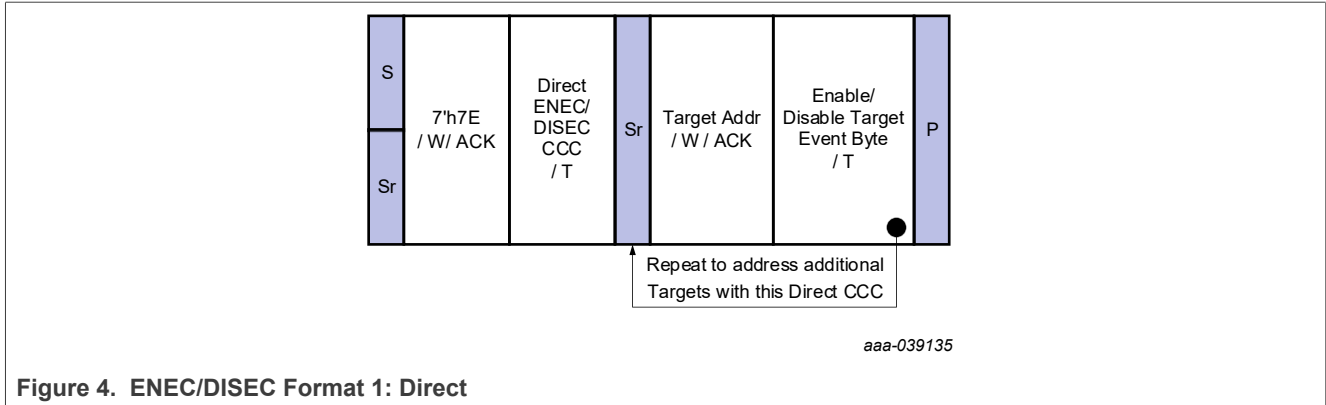 S
Sr
7'h7E
/ W/ ACK
Direct
ENEC/
DISEC
CCC
/ T
Sr
Target Addr
/ W / ACK
Enable/
Disable Target
Event Byte
/ T
P
Repeat to address additional
Targets with this Direct CCC
aaa-039135
Figure 4. ENEC/DISEC Format 1: Direct